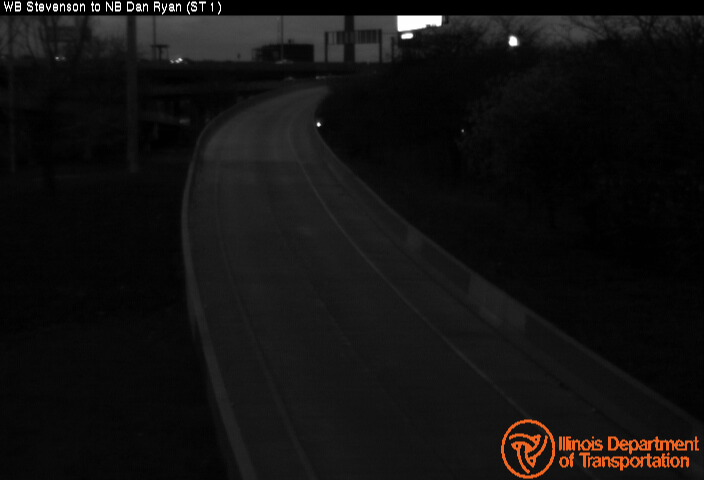 WB Stevenson to NB Dan Ryan (ST 1)
Illinois Department
of Transportation